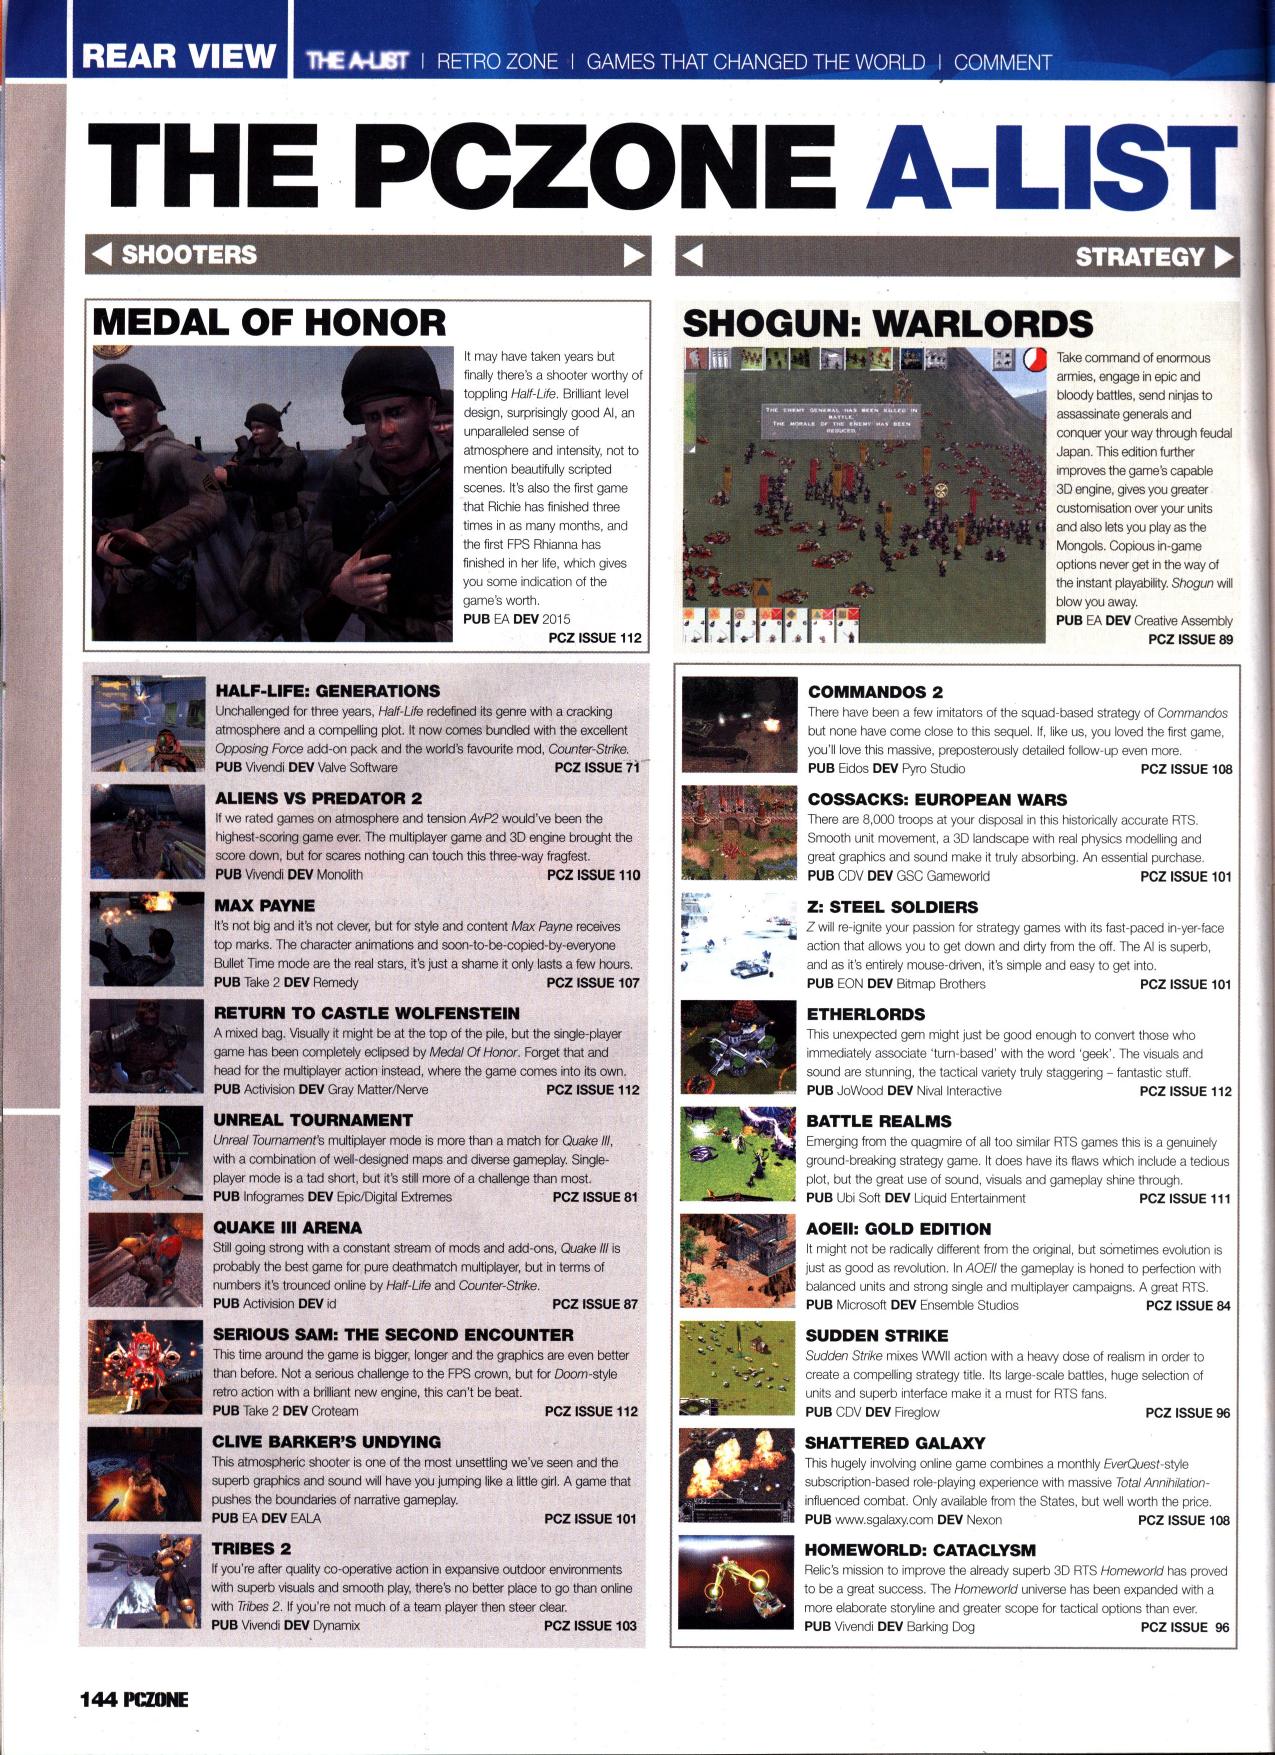 REAR VIEW
THE A-LIST | RETRO ZONE | GAMES THAT CHANGED THE WORLD | COMMENT
THE PCZONE A-LIST
SHOOTERS
MEDAL OF HONOR
It may have taken years but
finally there's a shooter worthy of
toppling Half-Life. Brilliant level
design, surprisingly good AI, an
unparalleled sense of
atmosphere and intensity, not to
mention beautifully scripted
scenes. It's also the first game
that Richie has finished three
times in as many months, and
the first FPS Rhianna has
finished in her life, which gives
you some indication of the
game's worth.
PUB EA DEV 2015
PCZ ISSUE 112
HALF-LIFE: GENERATIONS
Unchallenged for three years, Half-Life redefined its genre with a cracking
atmosphere and a compelling plot. It now comes bundled with the excellent
Opposing Force add-on pack and the world's favourite mod, Counter-Strike.
PUB Vivendi DEV Valve Software PCZ ISSUE 71
ALIENS VS PREDATOR 2
If we rated games on atmosphere and tension AvP2 would've been the
highest-scoring game ever. The multiplayer game and 3D engine brought the
score down, but for scares nothing can touch this three-way fragfest.
PUB Vivendi DEV Monolith PCZ ISSUE 110
MAX PAYNE
It's not big and it's not clever, but for style and content Max Payne receives
top marks. The character animations and soon-to-be-copied-by-everyone
Bullet Time mode are the real stars, it's just a shame it only lasts a few hours.
PUB Take 2 DEV Remedy PCZ ISSUE 107
RETURN TO CASTLE WOLFENSTEIN
A mixed bag. Visually it might be at the top of the pile, but the single-player
game has been completely eclipsed by Medal Of Honor. Forget that and
head for the multiplayer action instead, where the game comes into its own.
PUB Activision DEV Gray Matter/Nerve PCZ ISSUE 112
UNREAL TOURNAMENT
Unreal Tournament's multiplayer mode is more than a match for Quake III,
with a combination of well-designed maps and diverse gameplay. Single-
player mode is a tad short, but it's still more of a challenge than most.
PUB Infogrames DEV Epic/Digital Extremes PCZ ISSUE 81
QUAKE III ARENA
Still going strong with a constant stream of mods and add-ons, Quake III is
probably the best game for pure deathmatch multiplayer, but in terms of
numbers it's trounced online by Half-Life and Counter-Strike.
PUB Activision DEV id PCZ ISSUE 87
SERIOUS SAM: THE SECOND ENCOUNTER
This time around the game is bigger, longer and the graphics are even better
than before. Not a serious challenge to the FPS crown, but for Doom-style
retro action with a brilliant new engine, this can't be beat.
PUB Take 2 DEV Croteam PCZ ISSUE 112
CLIVE BARKER'S UNDYING
This atmospheric shooter is one of the most unsettling we've seen and the
superb graphics and sound will have you jumping like a little girl. A game that
pushes the boundaries of narrative gameplay.
PUB EA DEV EALA PCZ ISSUE 101
TRIBES 2
If you're after quality co-operative action in expansive outdoor environments
with superb visuals and smooth play, there's no better place to go than online
with Tribes 2. If you're not much of a team player then steer clear.
PUB Vivendi DEV Dynamix PCZ ISSUE 103
STRATEGY
SHOGUN: WARLORDS
THE ENEMY GENERAL HAS BEEN KILLED IN
BATTLE.
THE MORALE OF THE ENEMY HAS BEEN
REDUCED.
Take command of enormous
armies, engage in epic and
bloody battles, send ninjas to
assassinate generals and
conquer your way through feudal
Japan. This edition further
improves the game's capable
3D engine, gives you greater
customisation over your units
and also lets you play as the
Mongols. Copious in-game
options never get in the way of
the instant playability. Shogun will
blow you away.
PUB EA DEV Creative Assembly
PCZ ISSUE 89
COMMANDOS 2
There have been a few imitators of the squad-based strategy of Commandos
but none have come close to this sequel. If, like us, you loved the first game,
you'll love this massive, preposterously detailed follow-up even more.
PUB Eidos DEV Pyro Studio PCZ ISSUE 108
COSSACKS: EUROPEAN WARS
There are 8,000 troops at your disposal in this historically accurate RTS.
Smooth unit movement, a 3D landscape with real physics modelling and
great graphics and sound make it truly absorbing. An essential purchase.
PUB CDV DEV GSC Gameworld PCZ ISSUE 101
Z: STEEL SOLDIERS
Z will re-ignite your passion for strategy games with its fast-paced in-yer-face
action that allows you to get down and dirty from the off. The AI is superb,
and as it's entirely mouse-driven, it's simple and easy to get into.
PUB EON DEV Bitmap Brothers PCZ ISSUE 101
ETHERLORDS
This unexpected gem might just be good enough to convert those who
immediately associate 'turn-based' with the word 'geek'. The visuals and
sound are stunning, the tactical variety truly staggering – fantastic stuff.
PUB JoWood DEV Nival Interactive PCZ ISSUE 112
BATTLE REALMS
Emerging from the quagmire of all too similar RTS games this is a genuinely
ground-breaking strategy game. It does have its flaws which include a tedious
plot, but the great use of sound, visuals and gameplay shine through.
PUB Ubi Soft DEV Liquid Entertainment PCZ ISSUE 111
AOEII: GOLD EDITION
It might not be radically different from the original, but sometimes evolution is
just as good as revolution. In AOEII the gameplay is honed to perfection with
balanced units and strong single and multiplayer campaigns. A great RTS.
PUB Microsoft DEV Ensemble Studios PCZ ISSUE 84
SUDDEN STRIKE
Sudden Strike mixes WWII action with a heavy dose of realism in order to
create a compelling strategy title. Its large-scale battles, huge selection of
units and superb interface make it a must for RTS fans.
PUB CDV DEV Fireglow PCZ ISSUE 96
SHATTERED GALAXY
This hugely involving online game combines a monthly EverQuest-style
subscription-based role-playing experience with massive Total Annihilation-
influenced combat. Only available from the States, but well worth the price.
PUB www.sgalaxy.com DEV Nexon PCZ ISSUE 108
HOMEWORLD: CATACLYSM
Relic's mission to improve the already superb 3D RTS Homeworld has proved
to be a great success. The Homeworld universe has been expanded with a
more elaborate storyline and greater scope for tactical options than ever.
PUB Vivendi DEV Barking Dog PCZ ISSUE 96
144 PCZONE